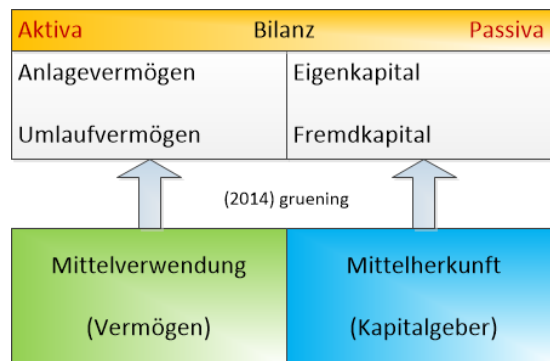 Aktiva Bilanz Passiva
Anlagevermögen Eigenkapital
Umlaufvermögen Fremdkapital
(2014) gruening
Mittelverwendung Mittelherkunft
(Vermögen) (Kapitalgeber)